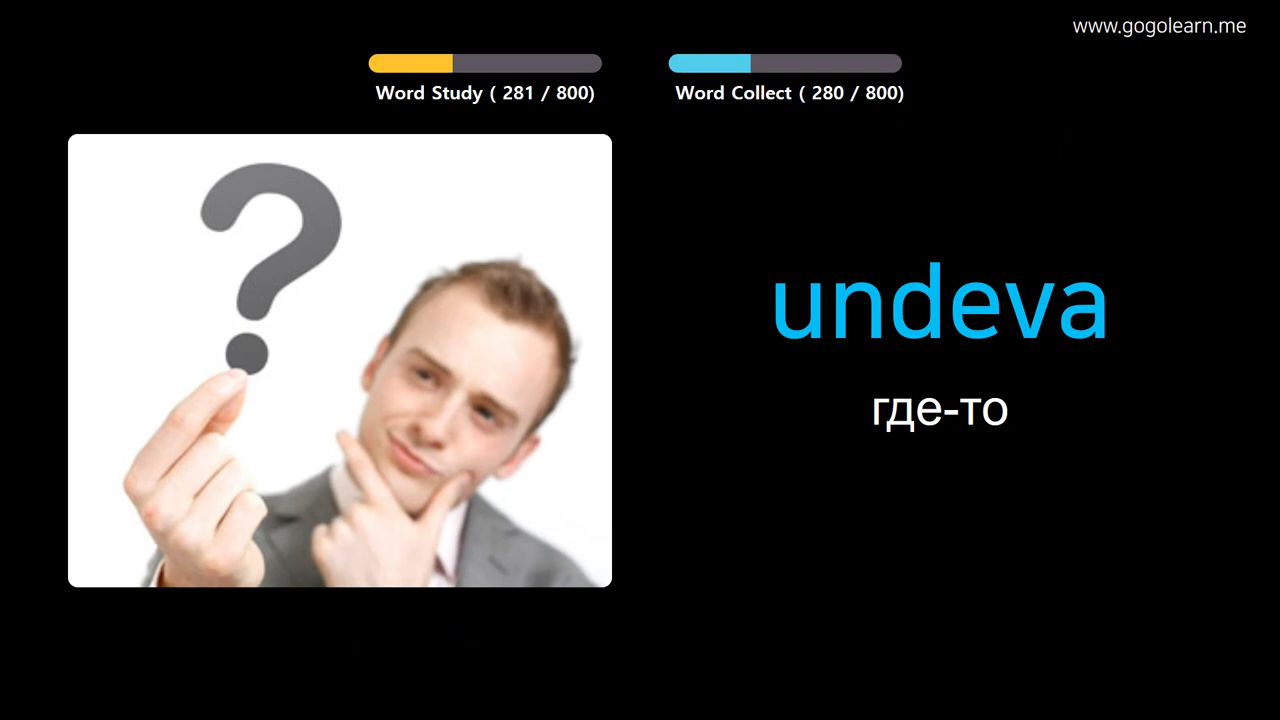 www.gogolearn.me
Word Study ( 281 / 800)
Word Collect ( 280 / 800)
undeva
где-то